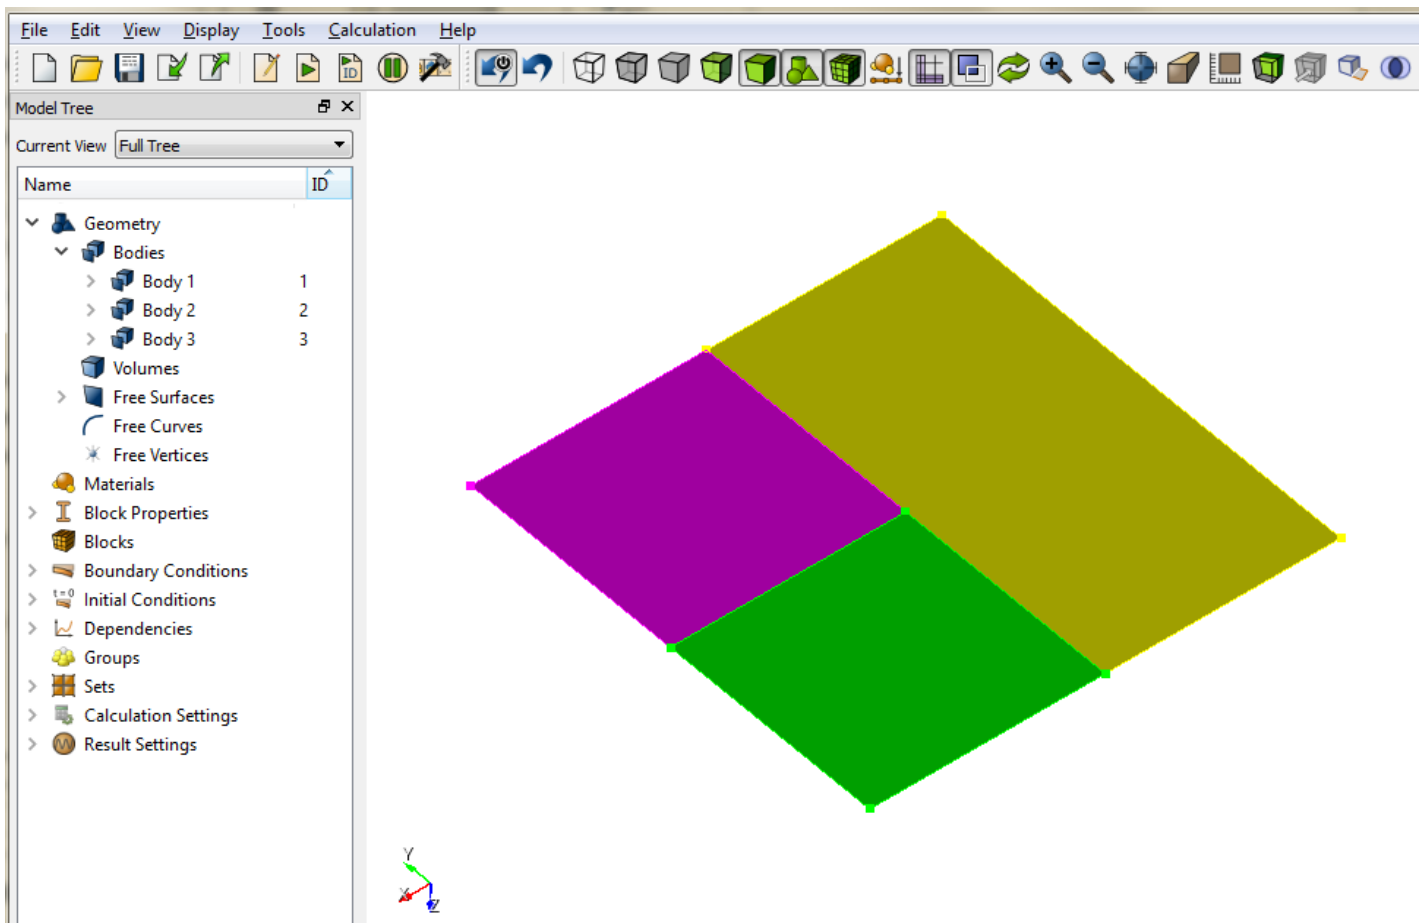 File Edit View Display Tools Calculation Help
ID
Model Tree
Current View Full Tree
Name ID
Geometry
Bodies
Body 1 1
Body 2 2
Body 3 3
Volumes
Free Surfaces
Free Curves
Free Vertices
Materials
Block Properties
Blocks
Boundary Conditions
t=0 Initial Conditions
Dependencies
Groups
Sets
Calculation Settings
Result Settings
Y
X
Z